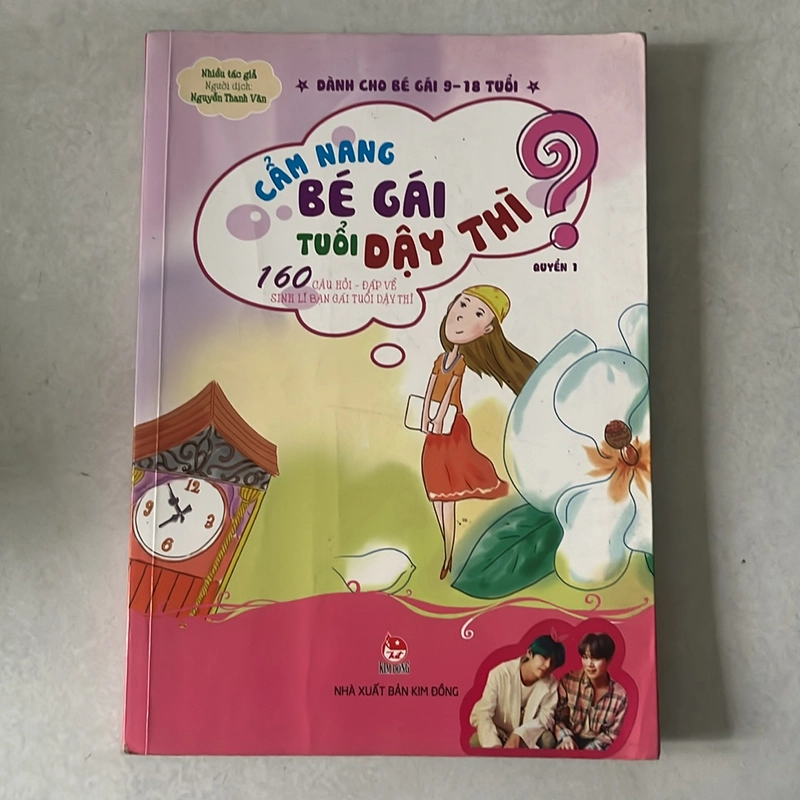 Nhiều tác giả
Người dịch:
Nguyễn Thanh Vân
DÀNH CHO BÉ GÁI 9-18 TUỔI
CẨM NANG
BÉ GÁI
TUỔI DẬY THÌ?
QUYỂN 1
160 CÂU HỎI - ĐÁP VỀ
SINH LÍ BẠN GÁI TUỔI DẬY THÌ
12
9
3
6
KIM ĐỒNG
NHÀ XUẤT BẢN KIM ĐỒNG